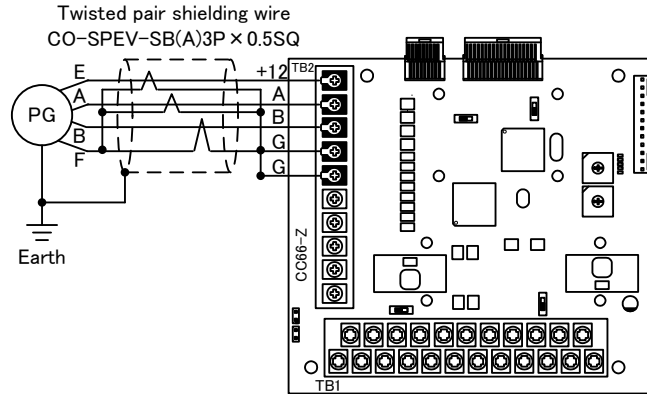 Twisted pair shielding wire
CO-SPEV-SB(A)3P×0.5SQ
E
+12
TB2
A
A
PG
B
B
G
F
G
Earth
CC66-Z
TB1